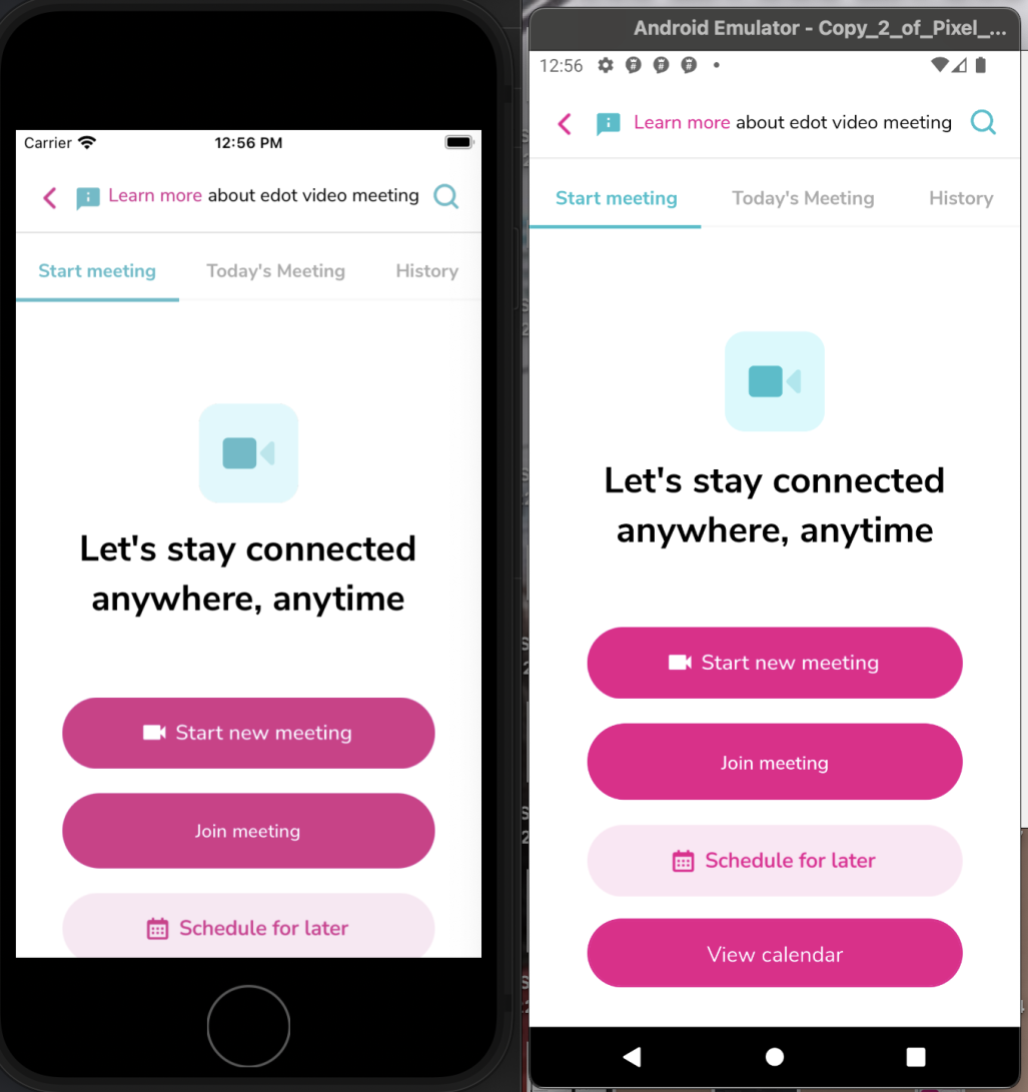 Carrier 12:56 PM
Learn more about edot video meeting
Start meeting Today's Meeting History
Let's stay connected
anywhere, anytime
Start new meeting
Join meeting
Schedule for later
Android Emulator - Copy_2_of_Pixel_...
12:56
Learn more about edot video meeting
Start meeting Today's Meeting History
Let's stay connected
anywhere, anytime
Start new meeting
Join meeting
Schedule for later
View calendar